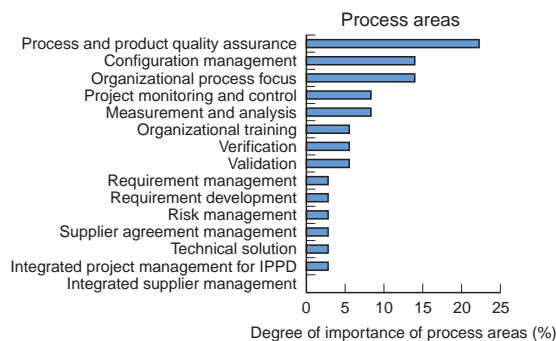 Process areas
Process and product quality assurance
Configuration management
Organizational process focus
Project monitoring and control
Measurement and analysis
Organizational training
Verification
Validation
Requirement management
Requirement development
Risk management
Supplier agreement management
Technical solution
Integrated project management for IPPD
Integrated supplier management
0 5 10 15 20 25
Degree of importance of process areas (%)